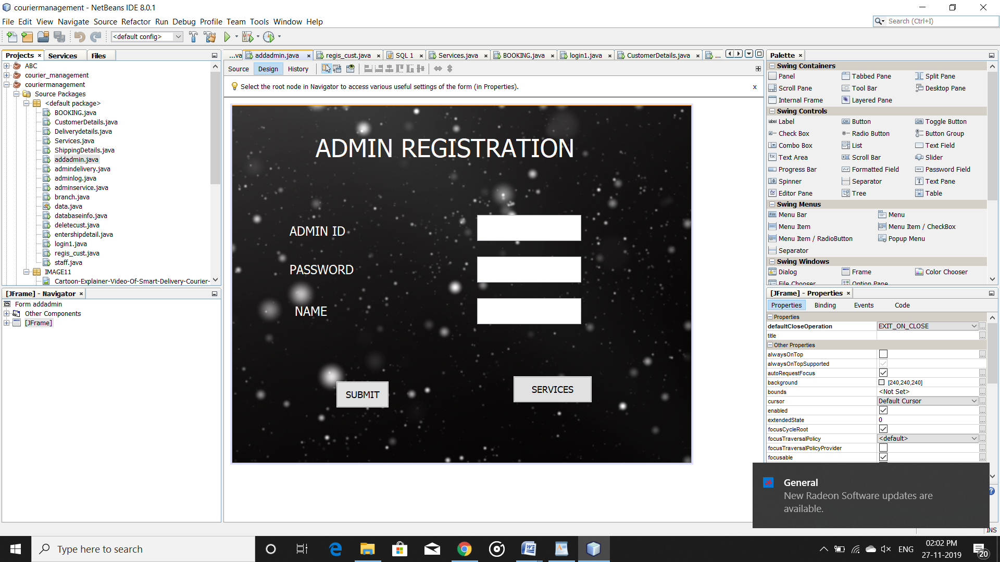 couriermanagement - NetBeans IDE 8.0.1
File Edit View Navigate Source Refactor Run Debug Profile Team Tools Window Help
Search (Ctrl+I)
<default config>
Projects Services Files
ABC
courier_management
couriermanagement
Source Packages
<default package>
BOOKING.java
CustomerDetails.java
Deliverydetails.java
Services.java
ShippingDetails.java
addadmin.java
admindelivery.java
adminlog.java
adminservice.java
branch.java
data.java
databaseinfo.java
deletecust.java
entershipdetail.java
login1.java
regis_cust.java
staff.java
IMAGE11
Cartoon-Explainer-Video-Of-Smart-Delivery-Courier-
[JFrame] - Navigator
Form addadmin
Other Components
[JFrame]
...va addadmin.java regis_cust.java SQL 1 Services.java BOOKING.java login1.java CustomerDetails.java ...
Source Design History
Select the root node in Navigator to access various useful settings of the form (in Properties). x
ADMIN REGISTRATION
ADMIN ID
PASSWORD
NAME
SUBMIT SERVICES
Palette
Swing Containers
Panel Tabbed Pane Split Pane
Scroll Pane Tool Bar Desktop Pane
Internal Frame Layered Pane
Swing Controls
Label Button Toggle Button
Check Box Radio Button Button Group
Combo Box List Text Field
Text Area Scroll Bar Slider
Progress Bar Formatted Field Password Field
Spinner Separator Text Pane
Editor Pane Tree Table
Swing Menus
Menu Bar Menu
Menu Item Menu Item / CheckBox
Menu Item / RadioButton Popup Menu
Separator
Swing Windows
Dialog Frame Color Chooser
File Chooser Option Pane
[JFrame] - Properties
Properties Binding Events Code
Properties
defaultCloseOperation EXIT_ON_CLOSE
title
Other Properties
alwaysOnTop
alwaysOnTopSupported
autoRequestFocus
background [240,240,240]
bounds <Not Set>
cursor Default Cursor
enabled
extendedState 0
focusCycleRoot
focusTraversalPolicy <default>
focusTraversalPolicyProvider
focusable
General
New Radeon Software updates are
available.
INS
Type here to search
ENG
02:02 PM
27-11-2019
20